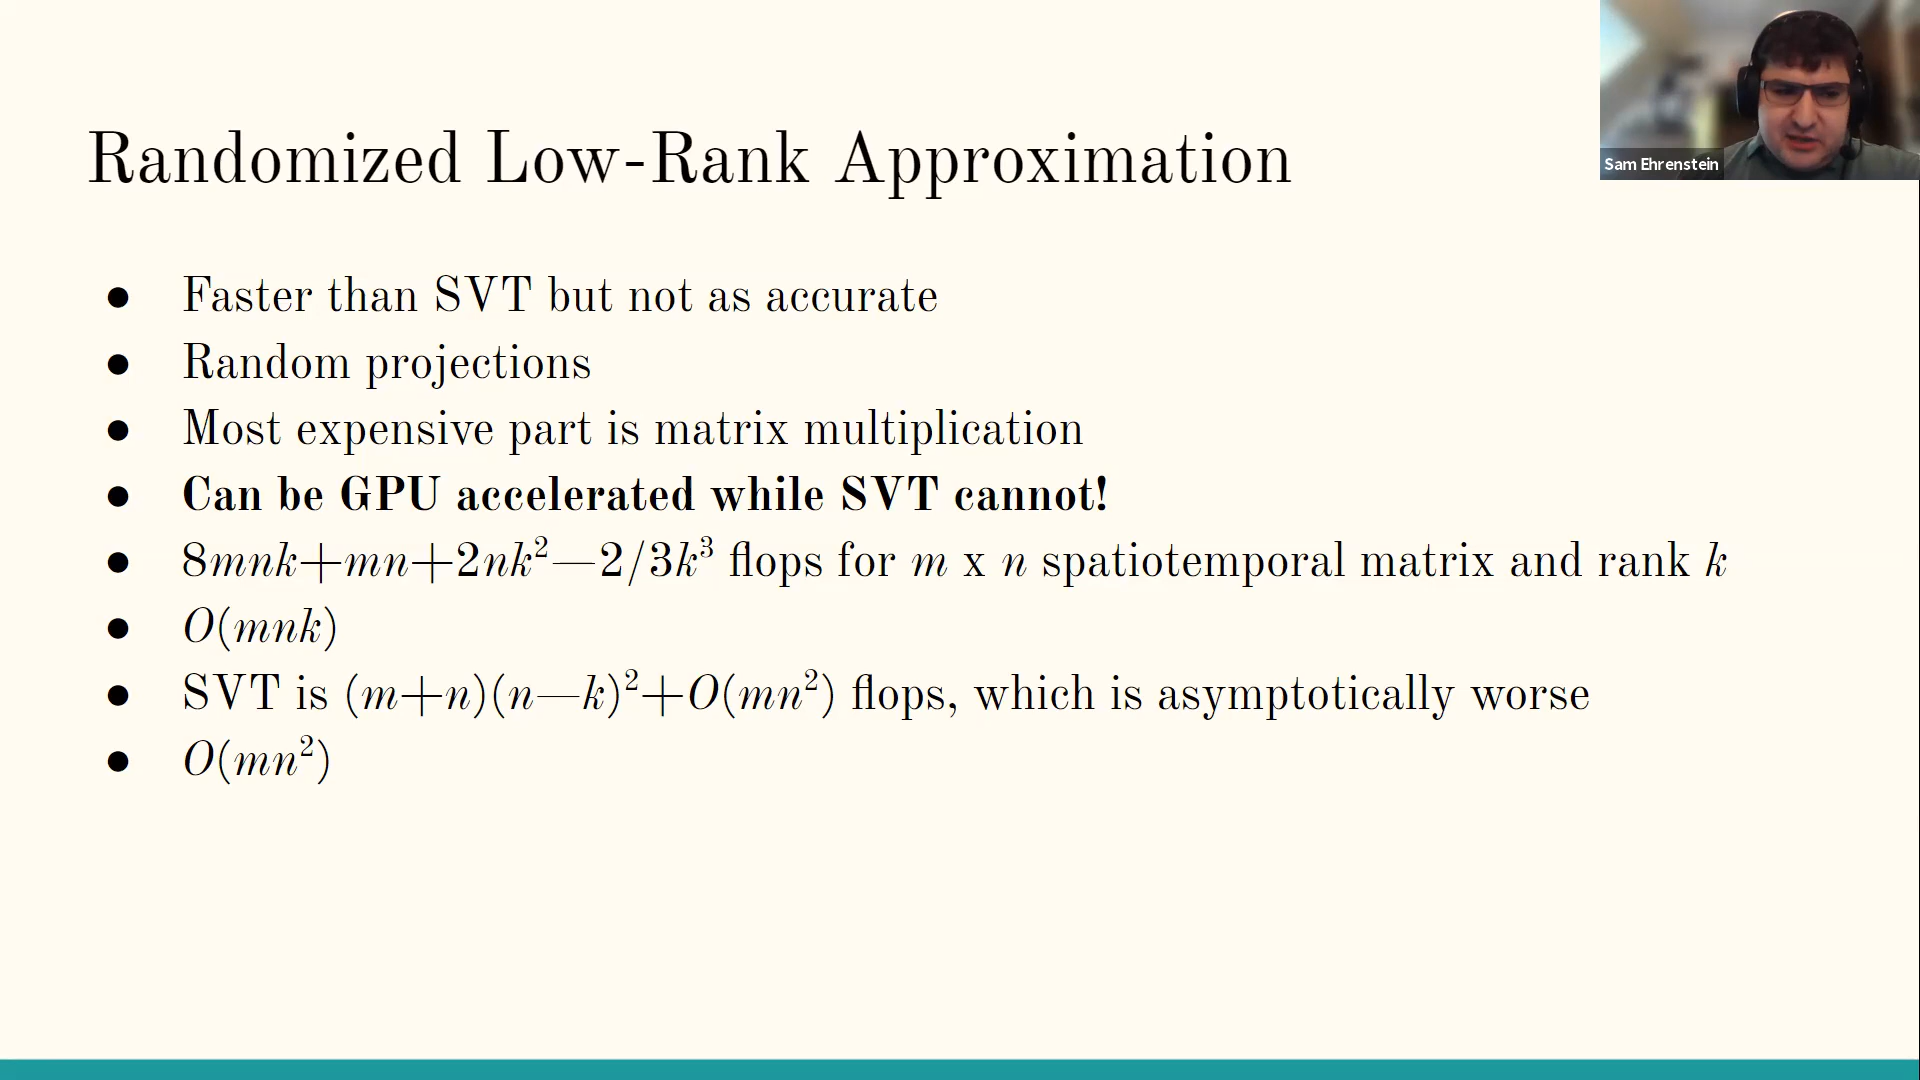 Randomized Low-Rank Approximation
Sam Ehrenstein
● Faster than SVT but not as accurate
● Random projections
● Most expensive part is matrix multiplication
● Can be GPU accelerated while SVT cannot!
● 8mnk+mn+2nk²—2/3k³ flops for m x n spatiotemporal matrix and rank k
● O(mnk)
● SVT is (m+n)(n—k)²+O(mn²) flops, which is asymptotically worse
● O(mn²)